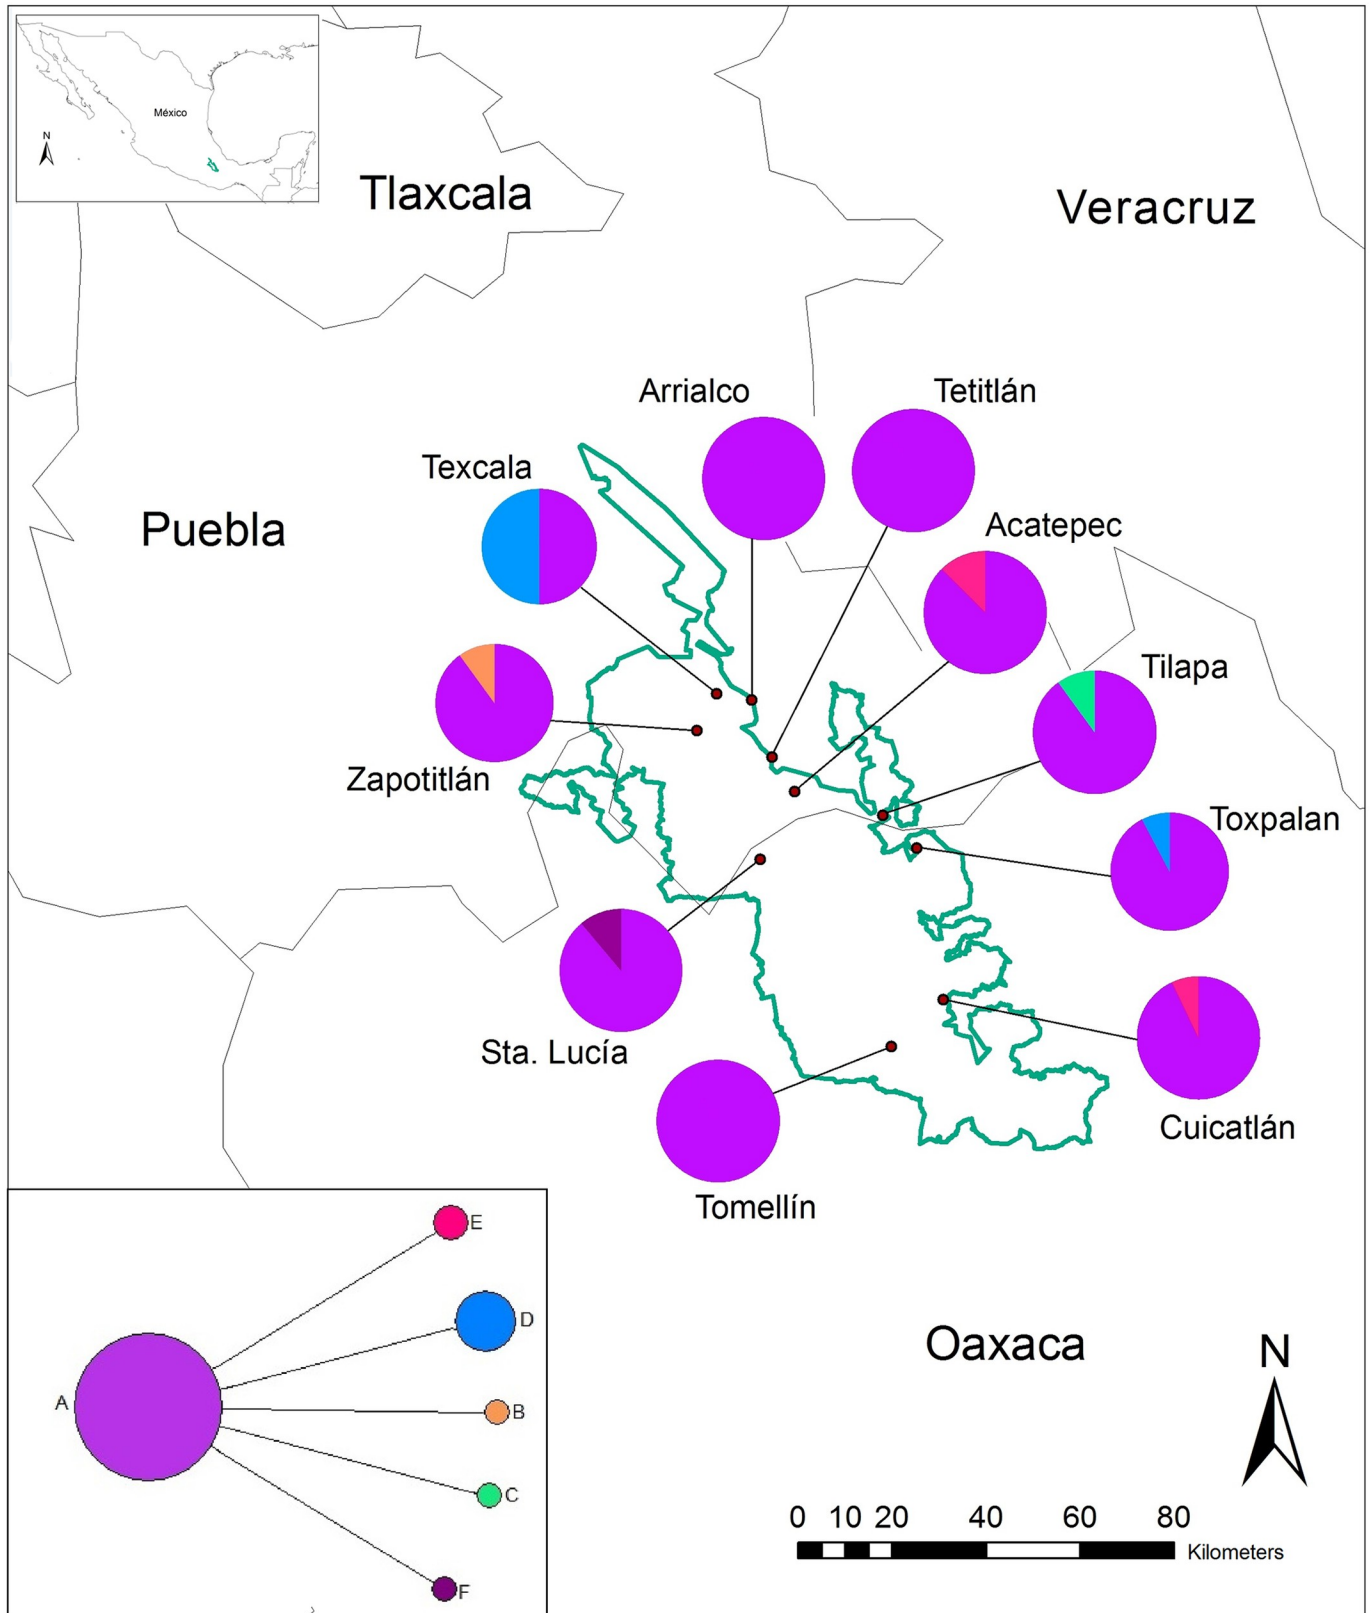 México
N
Tlaxcala
Veracruz
Arrialco
Tetitlán
Texcala
Puebla
Acatepec
Tilapa
Zapotitlán
Toxpalan
Sta. Lucía
Cuicatlán
Tomellín
E
D
A
B
C
F
Oaxaca
N
0 10 20 40 60 80
Kilometers